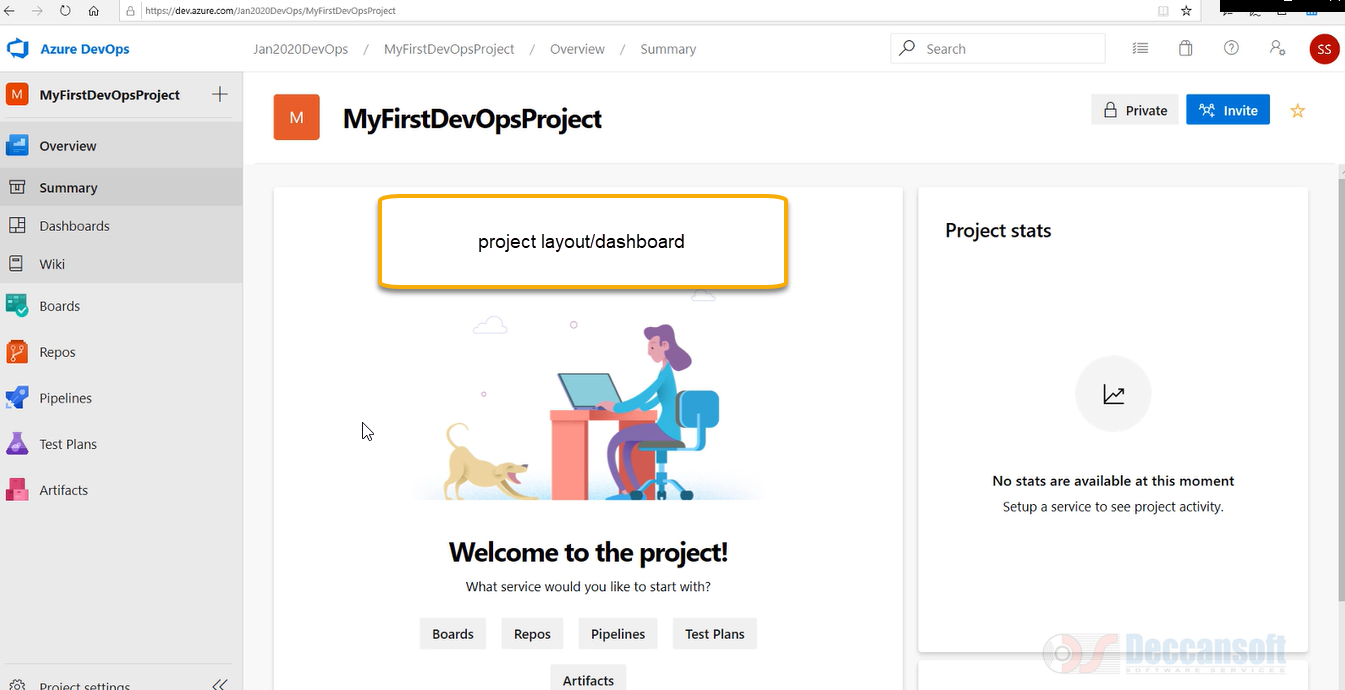 https://dev.azure.com/Jan2020DevOps/MyFirstDevOpsProject
Azure DevOps
Jan2020DevOps / MyFirstDevOpsProject / Overview / Summary
Search
SS
M MyFirstDevOpsProject
Overview
Summary
Dashboards
Wiki
Boards
Repos
Pipelines
Test Plans
Artifacts
Project settings
M
MyFirstDevOpsProject
Private
Invite
project layout/dashboard
Welcome to the project!
What service would you like to start with?
Boards Repos Pipelines Test Plans
Artifacts
Project stats
No stats are available at this moment
Setup a service to see project activity.
Deccansoft
SOFTWARE SERVICES